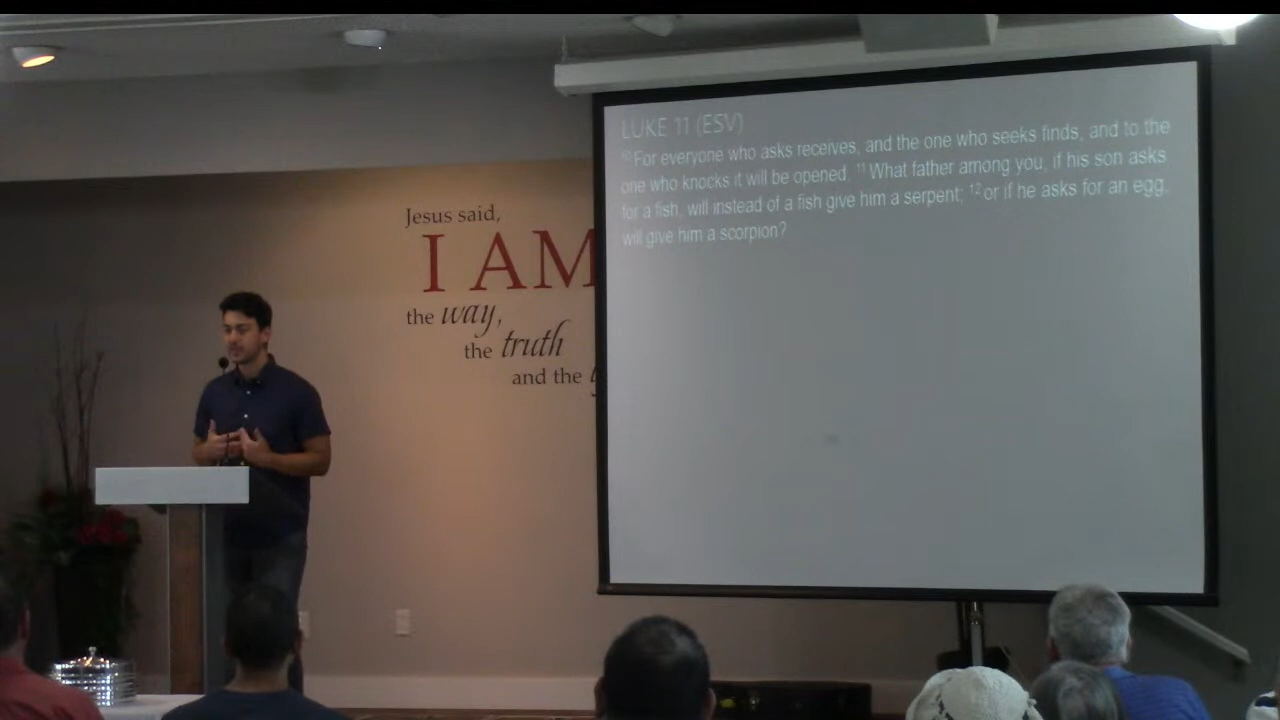 Jesus said,
I AM
the way,
the truth
and the
LUKE 11 (ESV)
10 For everyone who asks receives, and the one who seeks finds, and to the
one who knocks it will be opened. 11 What father among you, if his son asks
for a fish, will instead of a fish give him a serpent; 12 or if he asks for an egg,
will give him a scorpion?